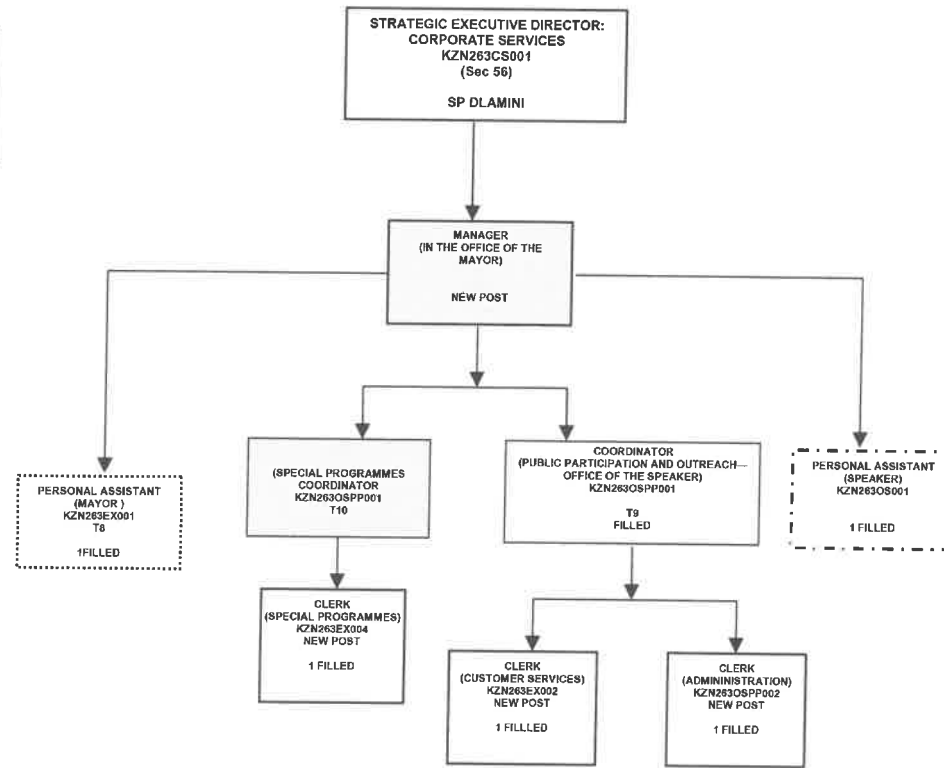 STRATEGIC EXECUTIVE DIRECTOR:
CORPORATE SERVICES
KZN263CS001
(Sec 56)
SP DLAMINI
MANAGER
(IN THE OFFICE OF THE
MAYOR)
NEW POST
PERSONAL ASSISTANT
(MAYOR )
KZN263EX001
T8
1FILLED
(SPECIAL PROGRAMMES
COORDINATOR
KZN263OSPP001
T10
COORDINATOR
(PUBLIC PARTICIPATION AND OUTREACH—
OFFICE OF THE SPEAKER)
KZN263OSPP001
T9
FILLED
PERSONAL ASSISTANT
(SPEAKER)
KZN263OS001
1 FILLED
CLERK
(SPECIAL PROGRAMMES)
KZN263EX004
NEW POST
1 FILLED
CLERK
(CUSTOMER SERVICES)
KZN263EX002
NEW POST
1 FILLLED
CLERK
(ADMININISTRATION)
KZN263OSPP002
NEW POST
1 FILLED